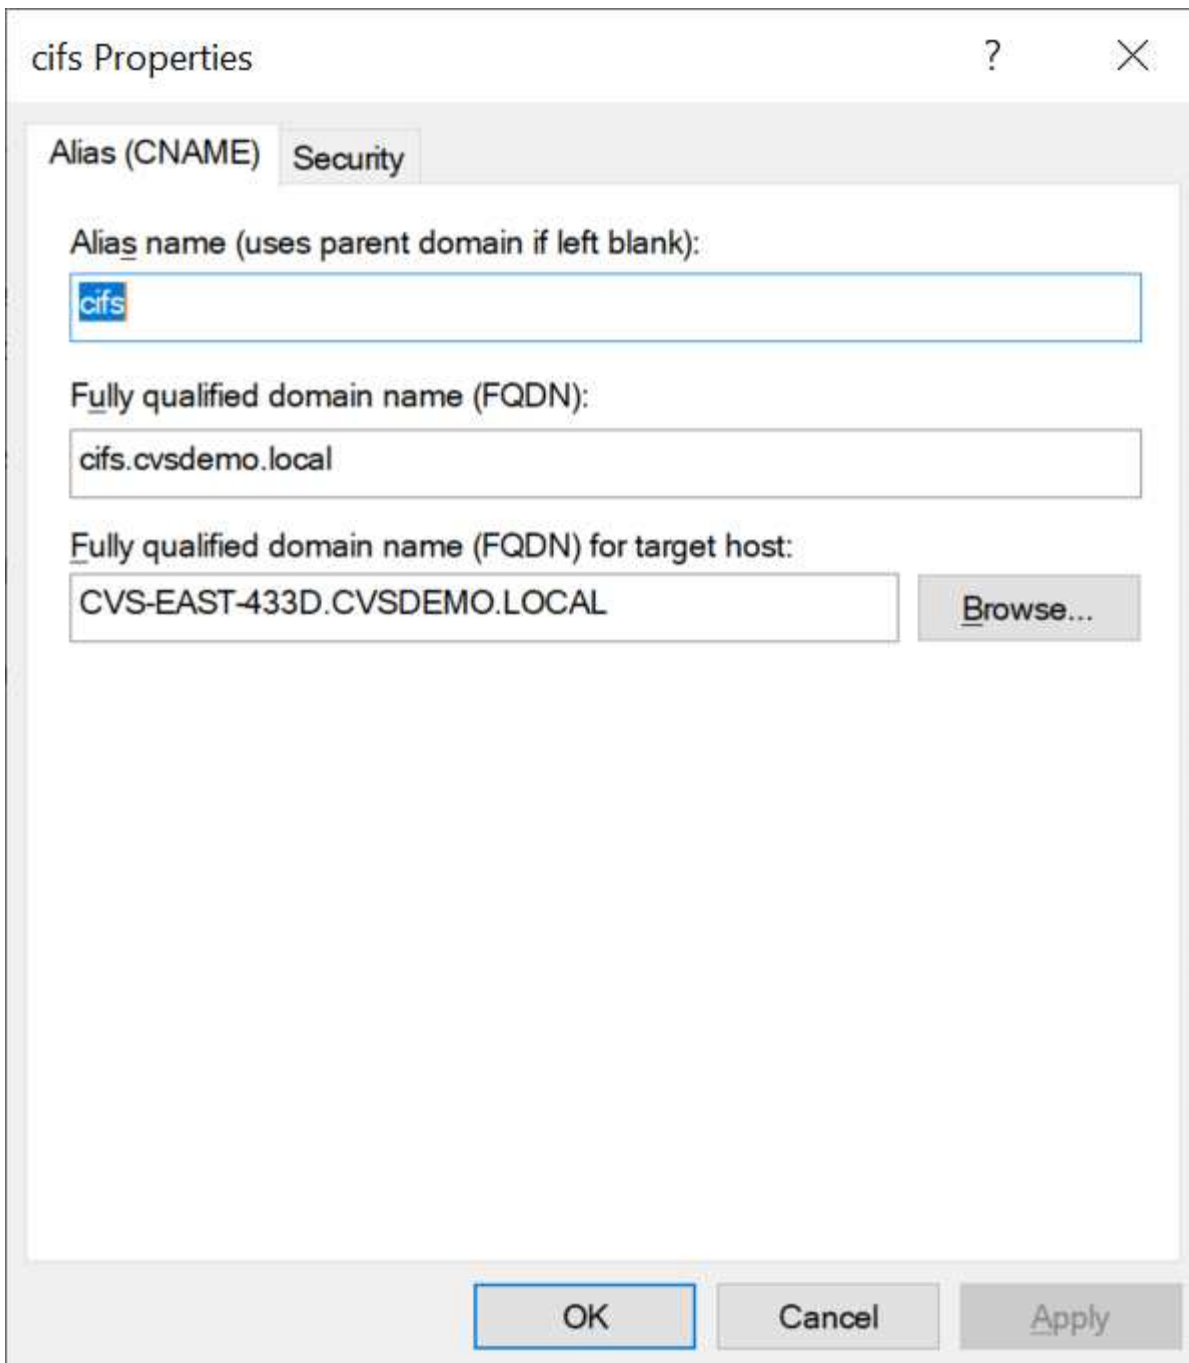 cifs Properties
?
Alias (CNAME)
Security
Alias name (uses parent domain if left blank):
cifs
Fully qualified domain name (FQDN):
cifs.cvsdemo.local
Fully qualified domain name (FQDN) for target host:
CVS-EAST-433D.CVSDEMO.LOCAL
Browse...
OK
Cancel
Apply